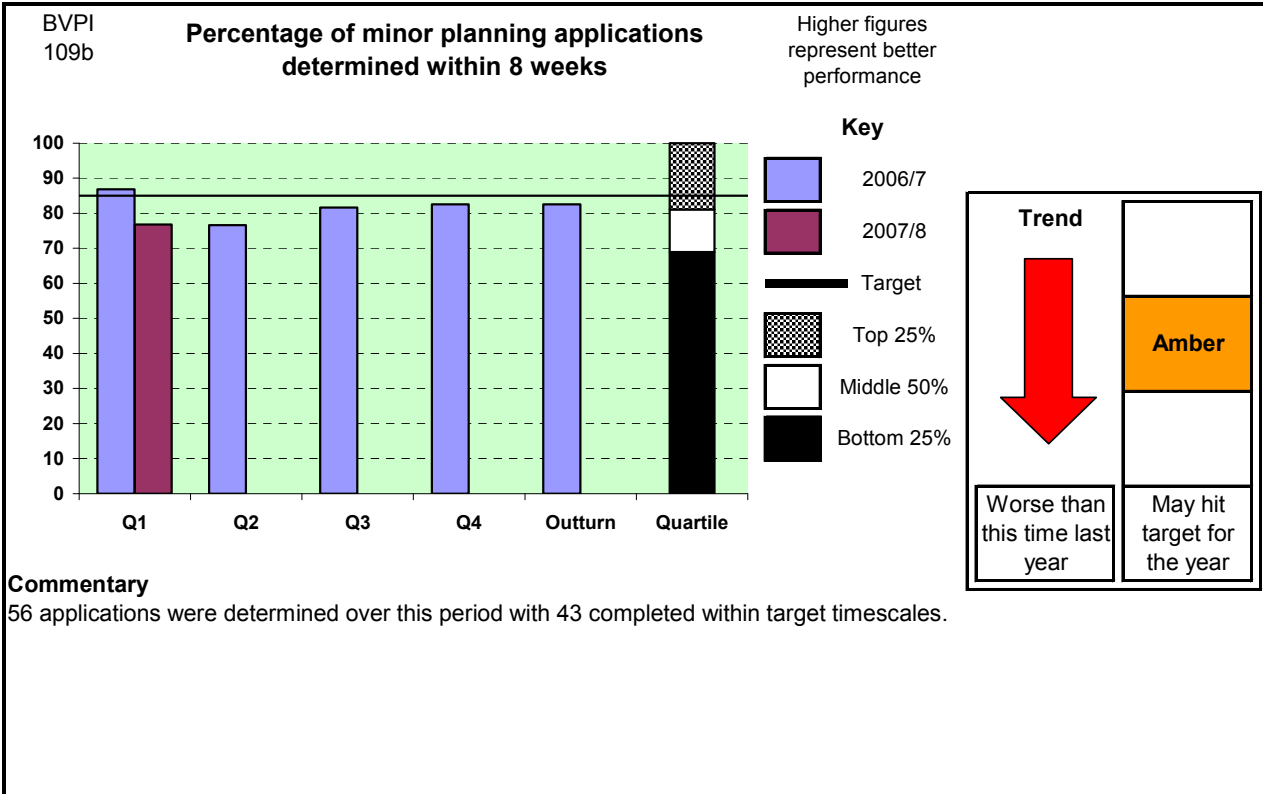 BVPI
109b
Percentage of minor planning applications
determined within 8 weeks
Higher figures
represent better
performance
100
90
80
70
60
50
40
30
20
10
0
Q1
Q2
Q3
Q4
Outturn
Quartile
Key
2006/7
2007/8
Target
Top 25%
Middle 50%
Bottom 25%
Trend
Amber
Worse than
this time last
year
May hit
target for
the year
Commentary
56 applications were determined over this period with 43 completed within target timescales.